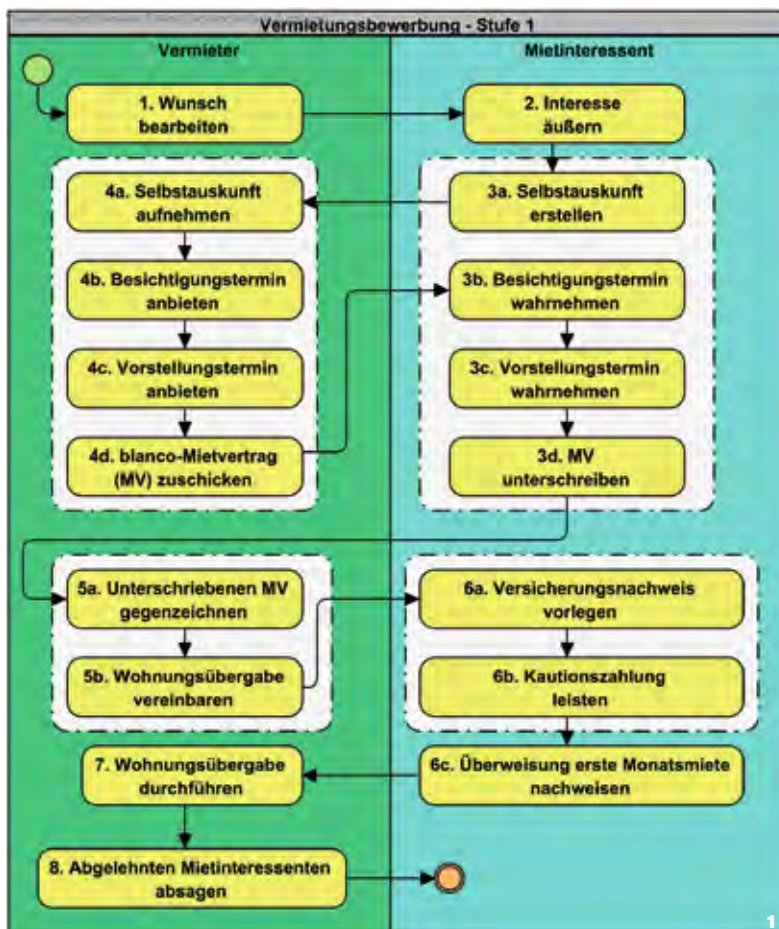 Vermietungsbewerbung - Stufe 1
Vermieter
Mietinteressent
1. Wunsch
bearbeiten
2. Interesse
äußern
4a. Selbstauskunft
aufnehmen
3a. Selbstauskunft
erstellen
4b. Besichtigungstermin
anbieten
3b. Besichtigungstermin
wahrnehmen
4c. Vorstellungstermin
anbieten
3c. Vorstellungstermin
wahrnehmen
4d. blanco-Mietvertrag
(MV) zuschicken
3d. MV
unterschreiben
5a. Unterschriebenen MV
gegenzeichnen
6a. Versicherungsnachweis
vorlegen
5b. Wohnungsübergabe
vereinbaren
6b. Kautionszahlung
leisten
7. Wohnungsübergabe
durchführen
6c. Überweisung erste Monatsmiete
nachweisen
8. Abgelehnten Mietinteressenten
absagen
1